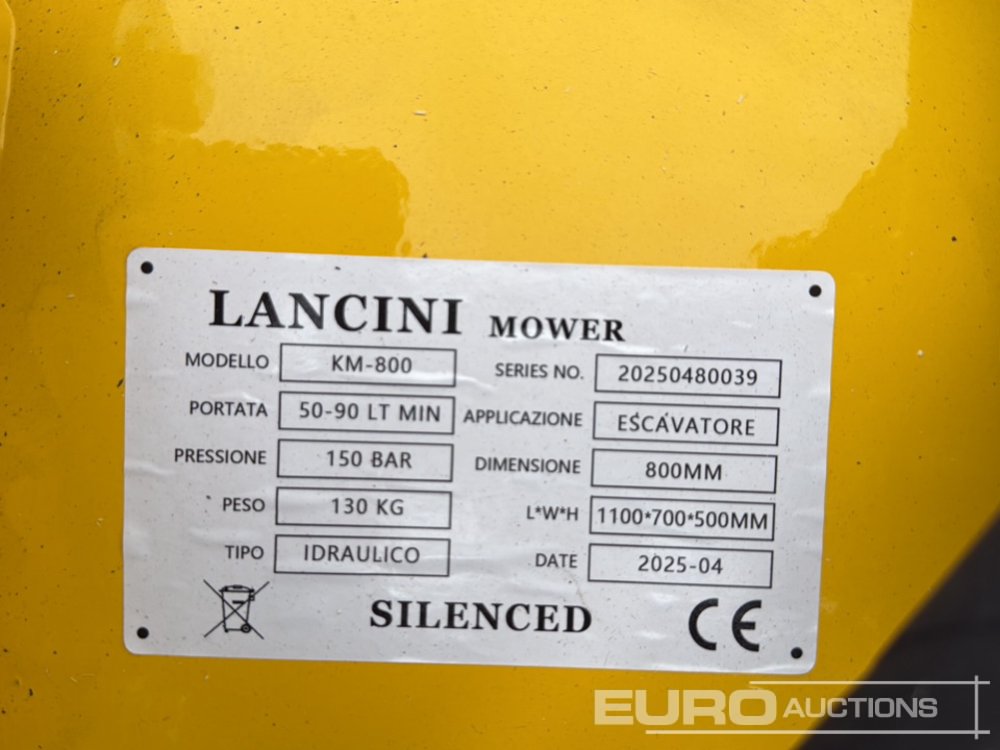 LANCINI MOWER
MODELLO KM-800
SERIES NO. 20250480039
PORTATA 50-90 LT MIN
APPLICAZIONE ESCAVATORE
PRESSIONE 150 BAR
DIMENSIONE 800MM
PESO 130 KG
L*W*H 1100*700*500MM
TIPO IDRAULICO
DATE 2025-04
SILENCED CE
EURO AUCTIONS